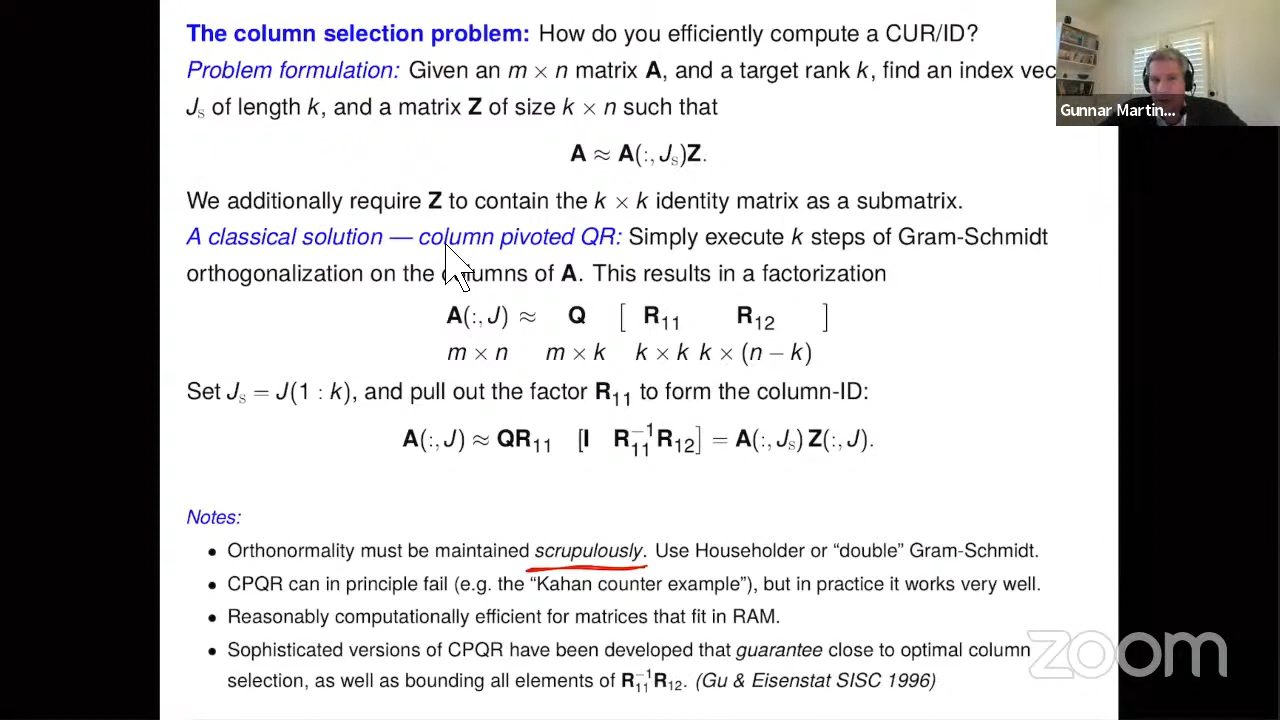 The column selection problem: How do you efficiently compute a CUR/ID?
Problem formulation: Given an m × n matrix A, and a target rank k, find an index vec
Gunnar Martin...
Jₛ of length k, and a matrix Z of size k × n such that
A ≈ A(:, Jₛ)Z.
We additionally require Z to contain the k × k identity matrix as a submatrix.
A classical solution — column pivoted QR: Simply execute k steps of Gram-Schmidt
orthogonalization on the columns of A. This results in a factorization
A(:, J) ≈ Q [ R₁₁ R₁₂ ]
m × n m × k k × k k × (n − k)
Set Jₛ = J(1 : k), and pull out the factor R₁₁ to form the column-ID:
A(:, J) ≈ QR₁₁ [I R₁₁⁻¹R₁₂] = A(:, Jₛ) Z(:, J).
Notes:
• Orthonormality must be maintained scrupulously. Use Householder or “double” Gram-Schmidt.
• CPQR can in principle fail (e.g. the “Kahan counter example”), but in practice it works very well.
• Reasonably computationally efficient for matrices that fit in RAM.
• Sophisticated versions of CPQR have been developed that guarantee close to optimal column
selection, as well as bounding all elements of R₁₁⁻¹R₁₂. (Gu & Eisenstat SISC 1996)
zoom